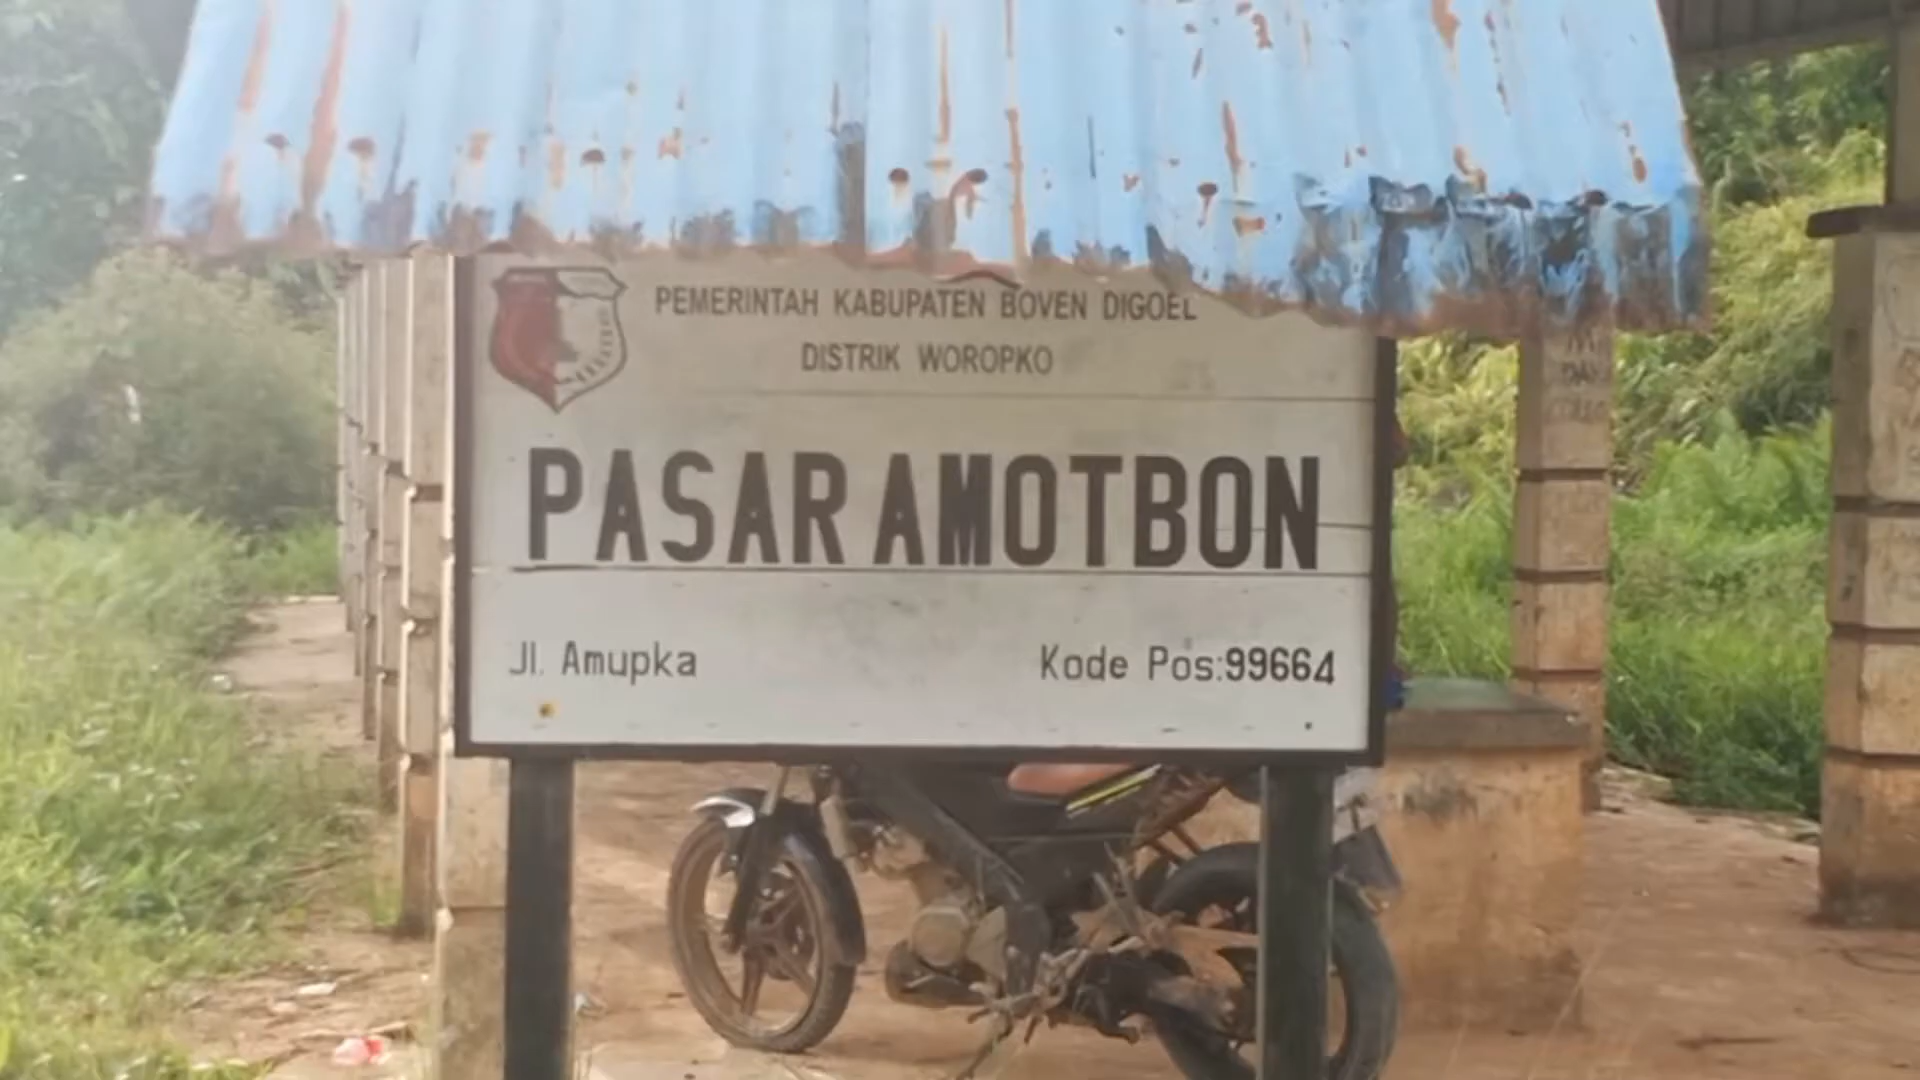 PEMERINTAH KABUPATEN BOVEN DIGOEL
DISTRIK WOROPKO
PASAR AMOTBON
Jl. Amupka
Kode Pos:99664